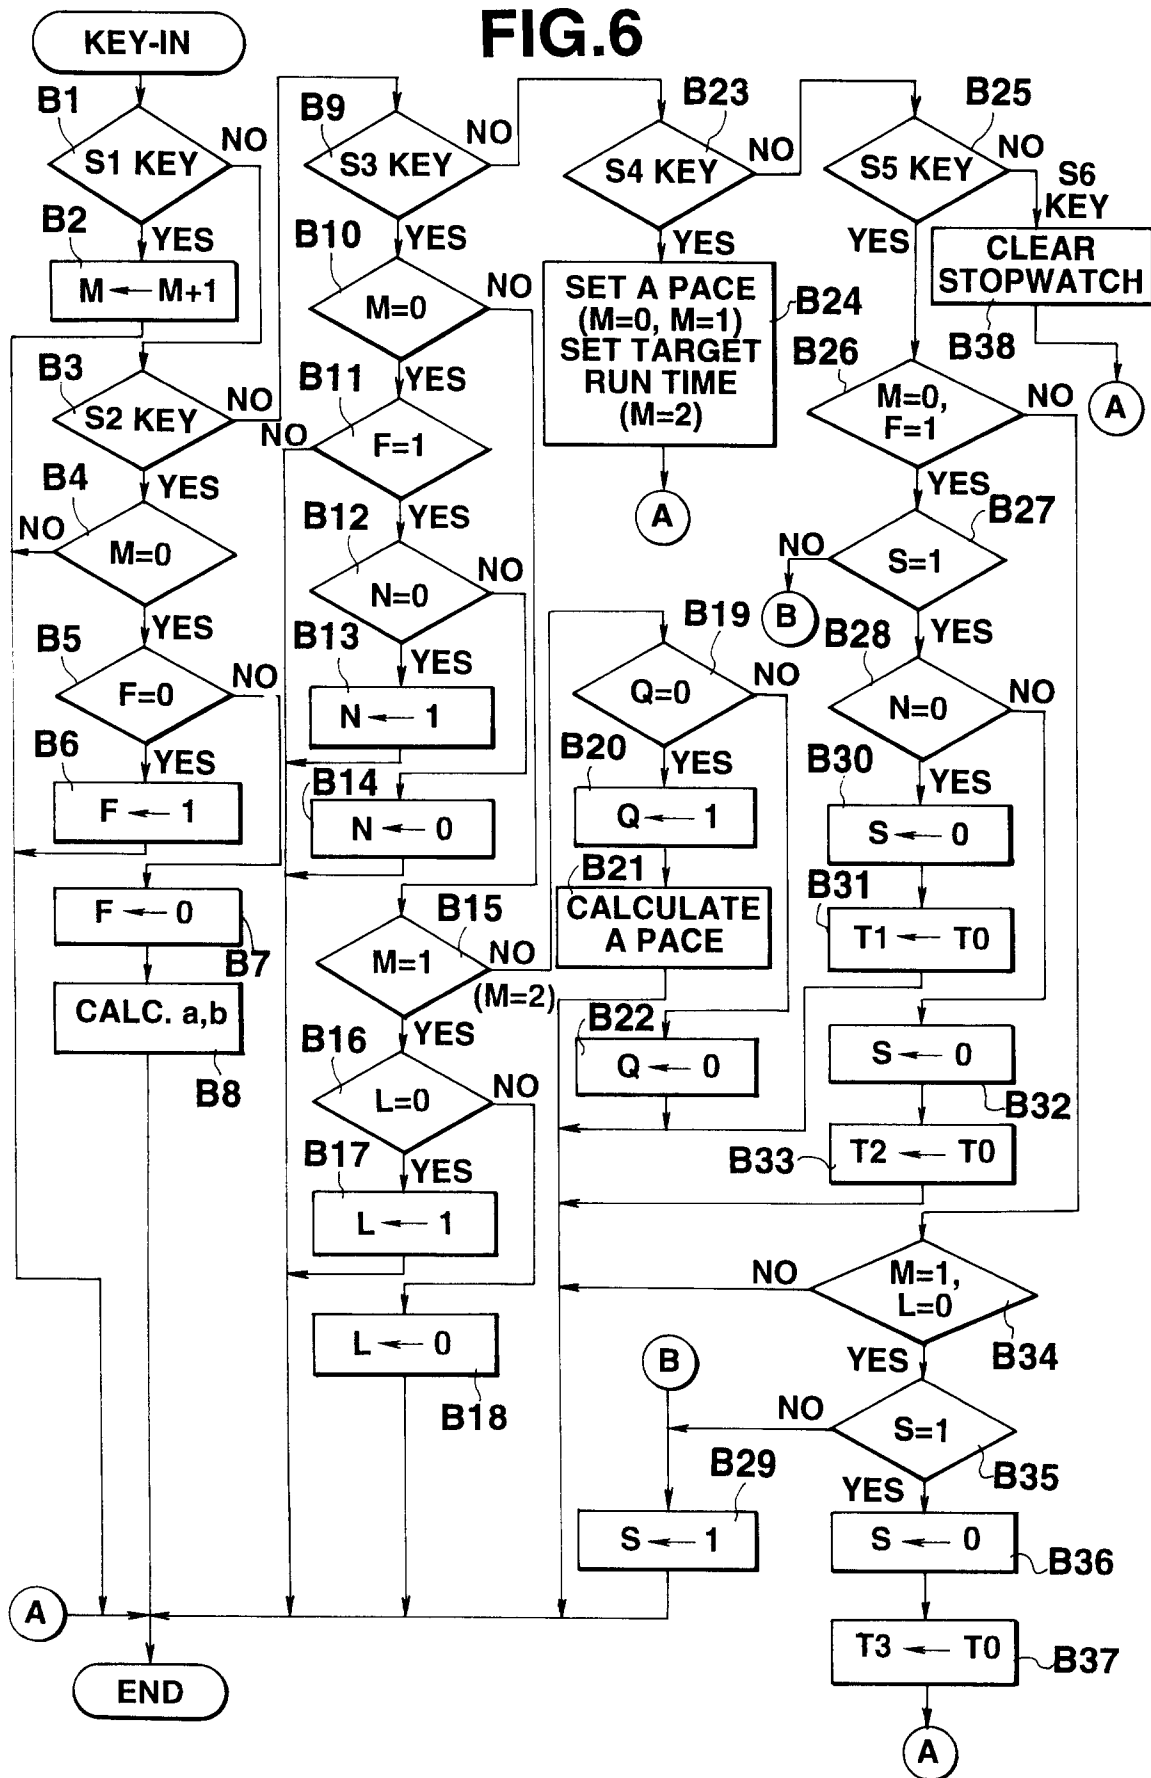 FIG.6
KEY-IN
B1
S1 KEY
NO
YES
B2
M ← M+1
B3
S2 KEY
NO
YES
B4
NO
M=0
YES
B5
F=0
NO
YES
B6
F ← 1
F ← 0
B7
CALC. a,b
B8
A
END
B9
S3 KEY
NO
YES
B10
M=0
NO
YES
B11
NO
F=1
YES
B12
N=0
NO
YES
B13
N ← 1
B14
N ← 0
B15
M=1
NO
(M=2)
YES
B16
L=0
NO
YES
B17
L ← 1
L ← 0
B18
B23
S4 KEY
NO
YES
SET A PACE
(M=0, M=1)
SET TARGET
RUN TIME
(M=2)
B24
A
B19
Q=0
NO
YES
B20
Q ← 1
B21
CALCULATE
A PACE
B22
Q ← 0
B
B29
S ← 1
B25
S5 KEY
NO
S6
KEY
YES
CLEAR
STOPWATCH
B38
A
B26
M=0,
F=1
NO
YES
B27
NO
S=1
B
YES
B28
N=0
NO
YES
B30
S ← 0
B31
T1 ← T0
S ← 0
B32
B33
T2 ← T0
NO
M=1,
L=0
B34
YES
NO
S=1
B35
YES
S ← 0
B36
T3 ← T0
B37
A